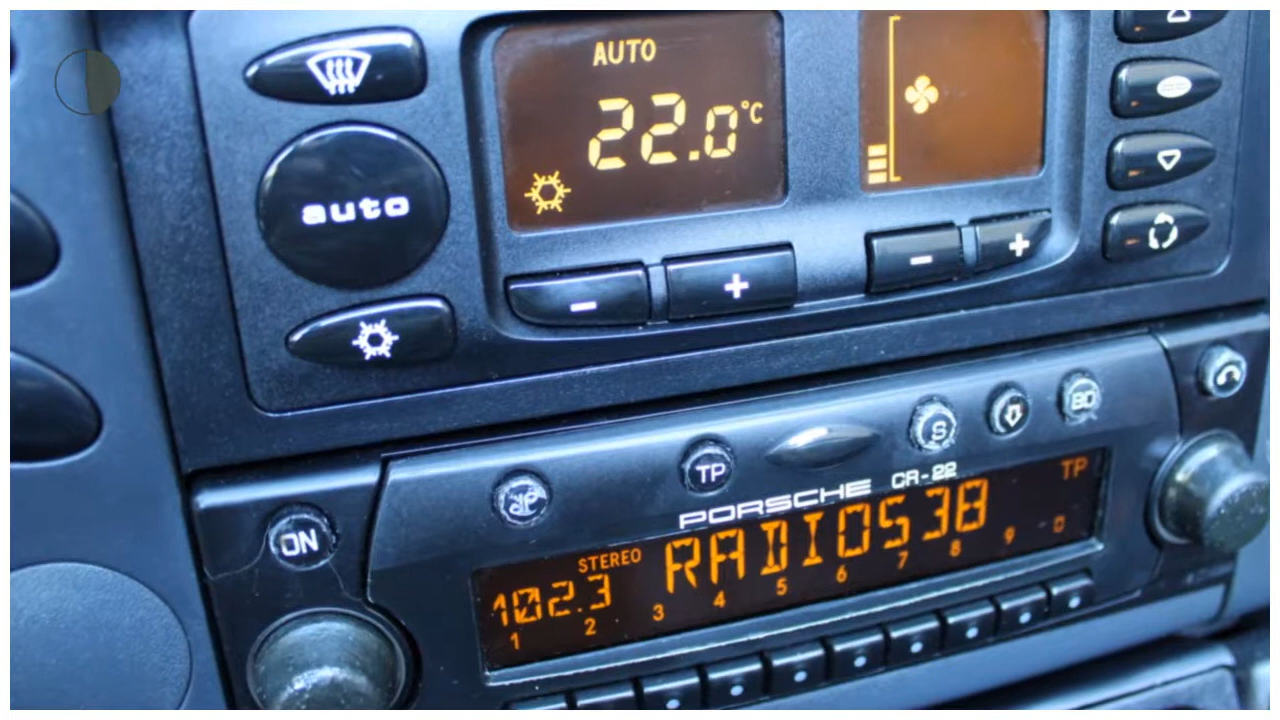 AUTO
22.0°C
auto
- +
- +
ON
TP
S
BD
PORSCHE CR-22
STEREO
TP
102.3 RADIO538
1 2 3 4 5 6 7 8 9 0